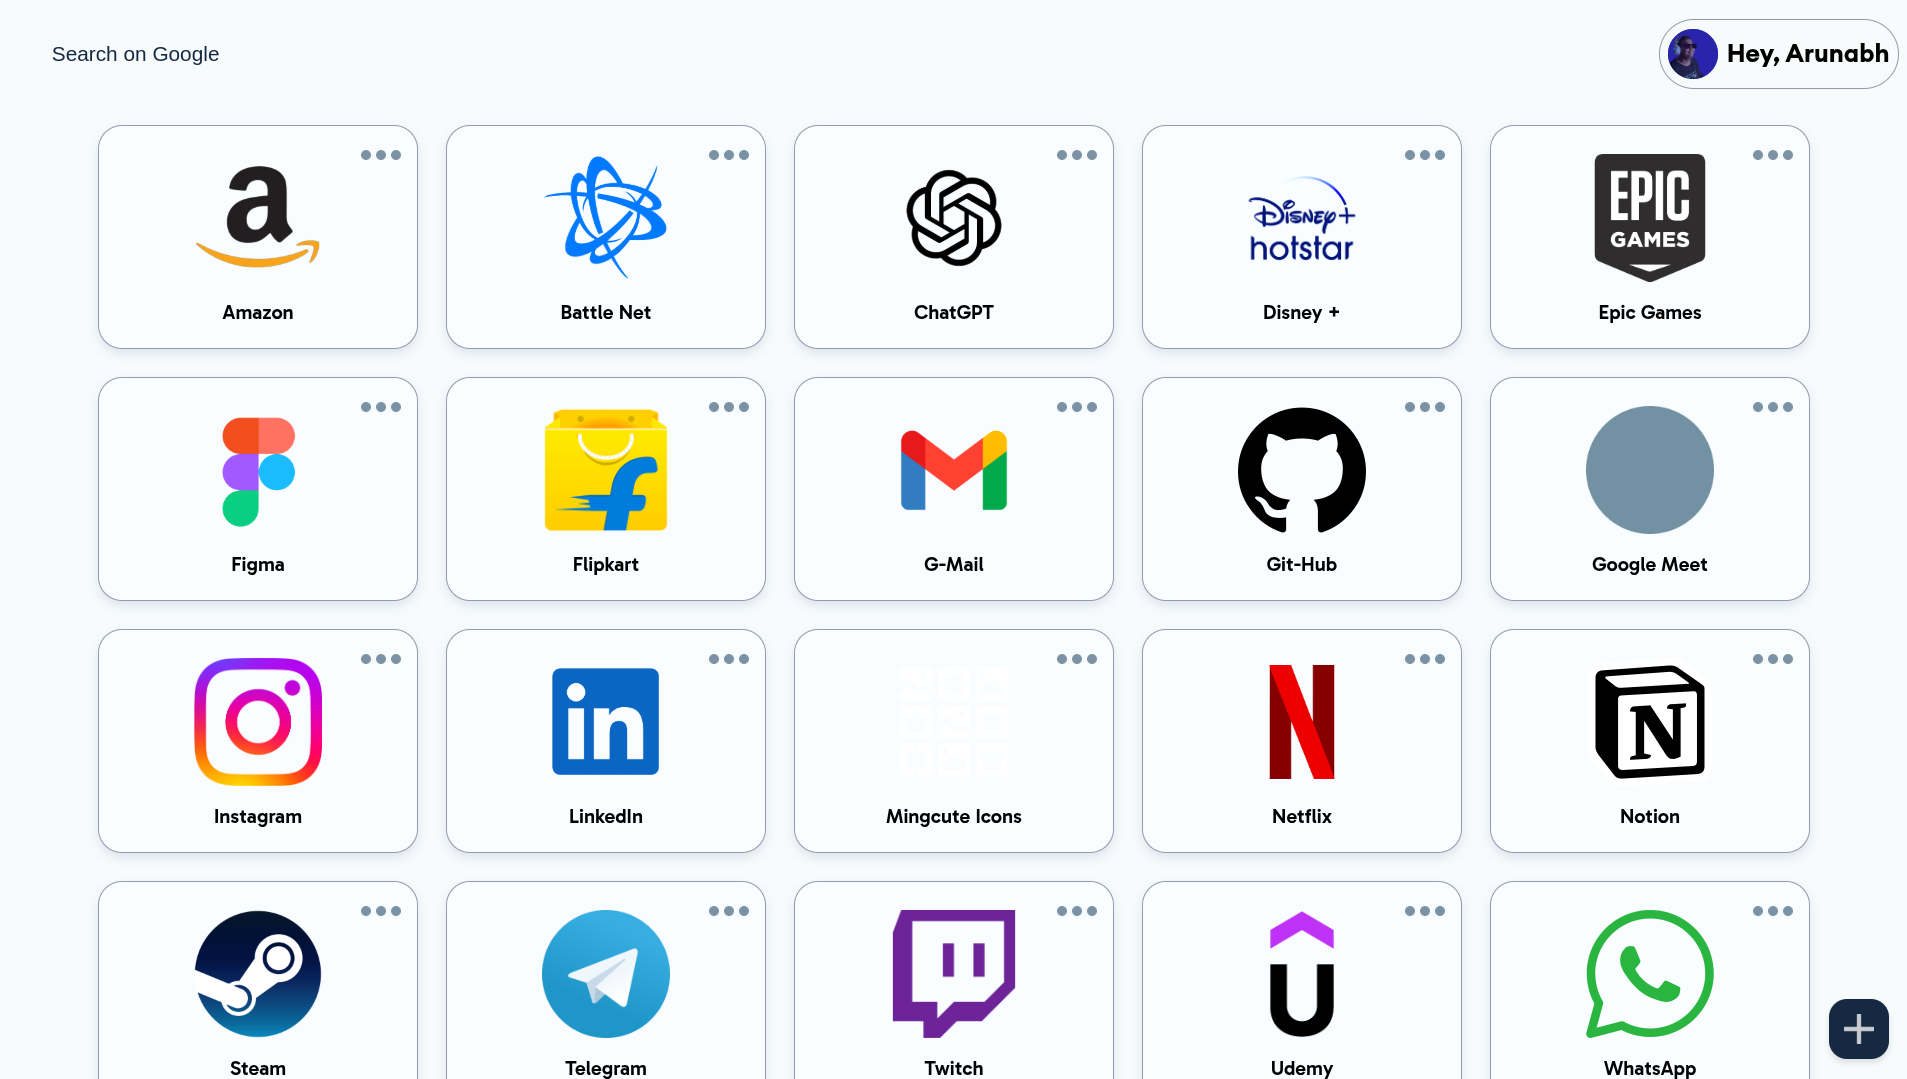 Search on Google
Hey, Arunabh
a
Disney+
hotstar
EPIC
GAMES
Amazon
Battle Net
ChatGPT
Disney +
Epic Games
f
Figma
Flipkart
G-Mail
Git-Hub
Google Meet
in
N
Instagram
LinkedIn
Mingcute Icons
Netflix
Notion
Steam
Telegram
Twitch
Udemy
WhatsApp